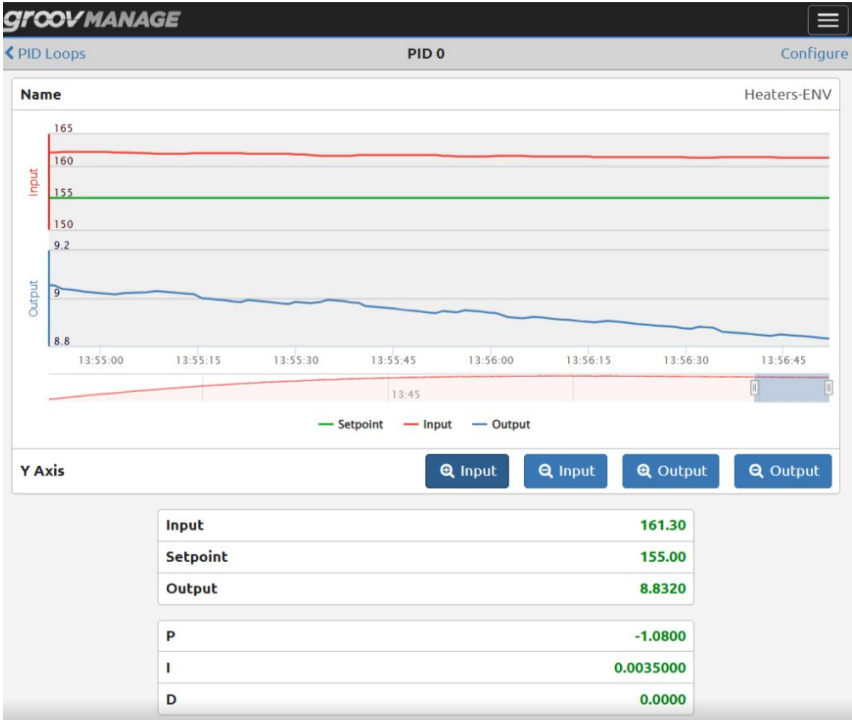 groov MANAGE
PID Loops PID 0 Configure
Name Heaters-ENV
165
160
155
150
Input
9.2
9
8.8
Output
13:55:00 13:55:15 13:55:30 13:55:45 13:56:00 13:56:15 13:56:30 13:56:45
13:45
Setpoint Input Output
Y Axis Input Input Output Output
Input 161.30
Setpoint 155.00
Output 8.8320
P -1.0800
I 0.0035000
D 0.0000